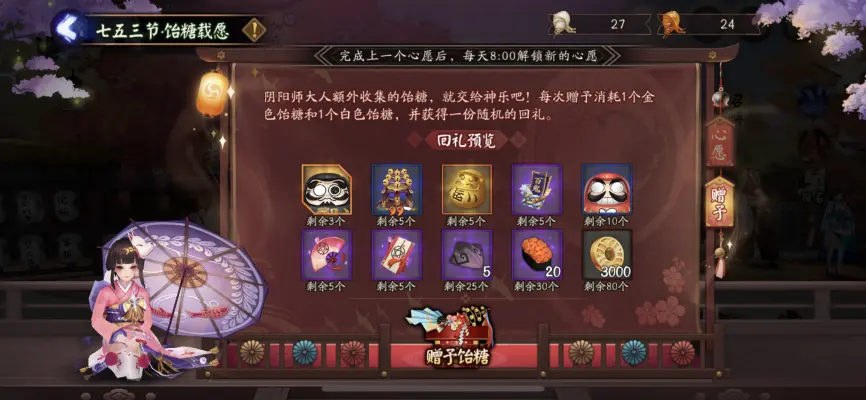 七五三节·饴糖载愿
27
24
完成上一个心愿后，每天8:00解锁新的心愿
阴阳师大人额外收集的饴糖，就交给神乐吧！每次赠予消耗1个金
色饴糖和1个白色饴糖，并获得一份随机的回礼。
回礼预览
剩余3个
剩余5个
剩余5个
剩余5个
剩余10个
5
20
3000
剩余5个
剩余5个
剩余25个
剩余30个
剩余80个
心愿
赠予
赠予饴糖